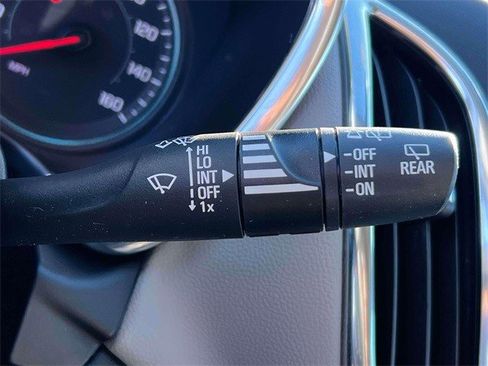 120
140
160
MPH
HI
LO
INT
OFF
1x
-OFF
-INT
-ON
REAR